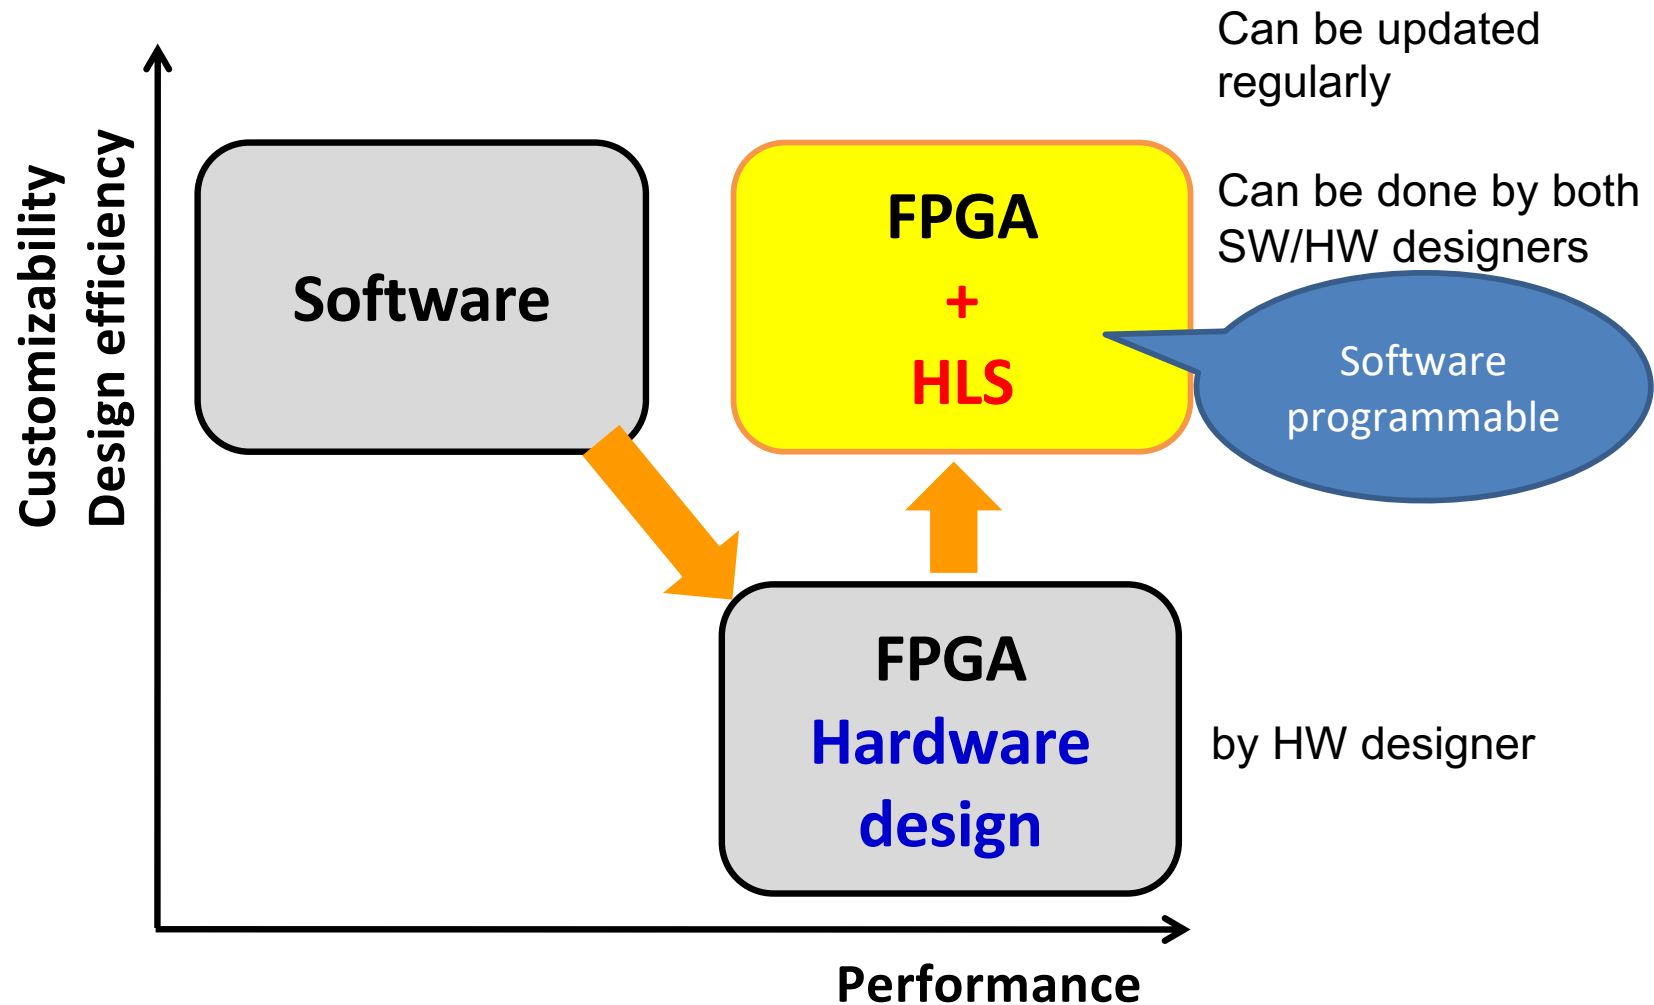 Can be updated
regularly
Can be done by both
SW/HW designers
Customizability
Design efficiency
Software
FPGA
+
HLS
Software
programmable
FPGA
Hardware
design
by HW designer
Performance